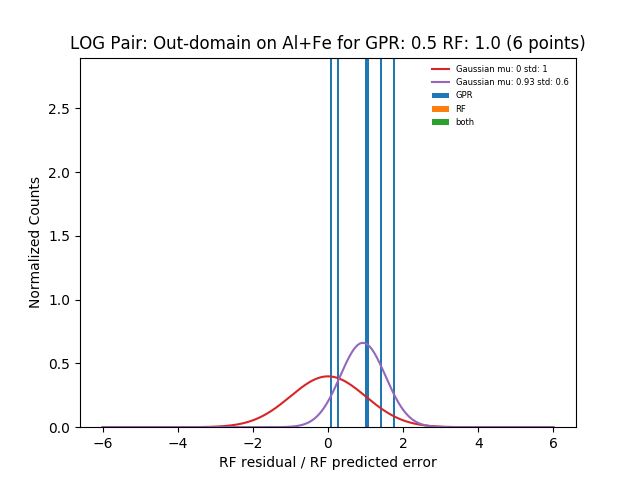 LOG Pair: Out-domain on Al+Fe for GPR: 0.5 RF: 1.0 (6 points)
Gaussian mu: 0 std: 1
Gaussian mu: 0.93 std: 0.6
GPR
RF
both
Normalized Counts
2.5
2.0
1.5
1.0
0.5
0.0
−6
−4
−2
0
2
4
6
RF residual / RF predicted error